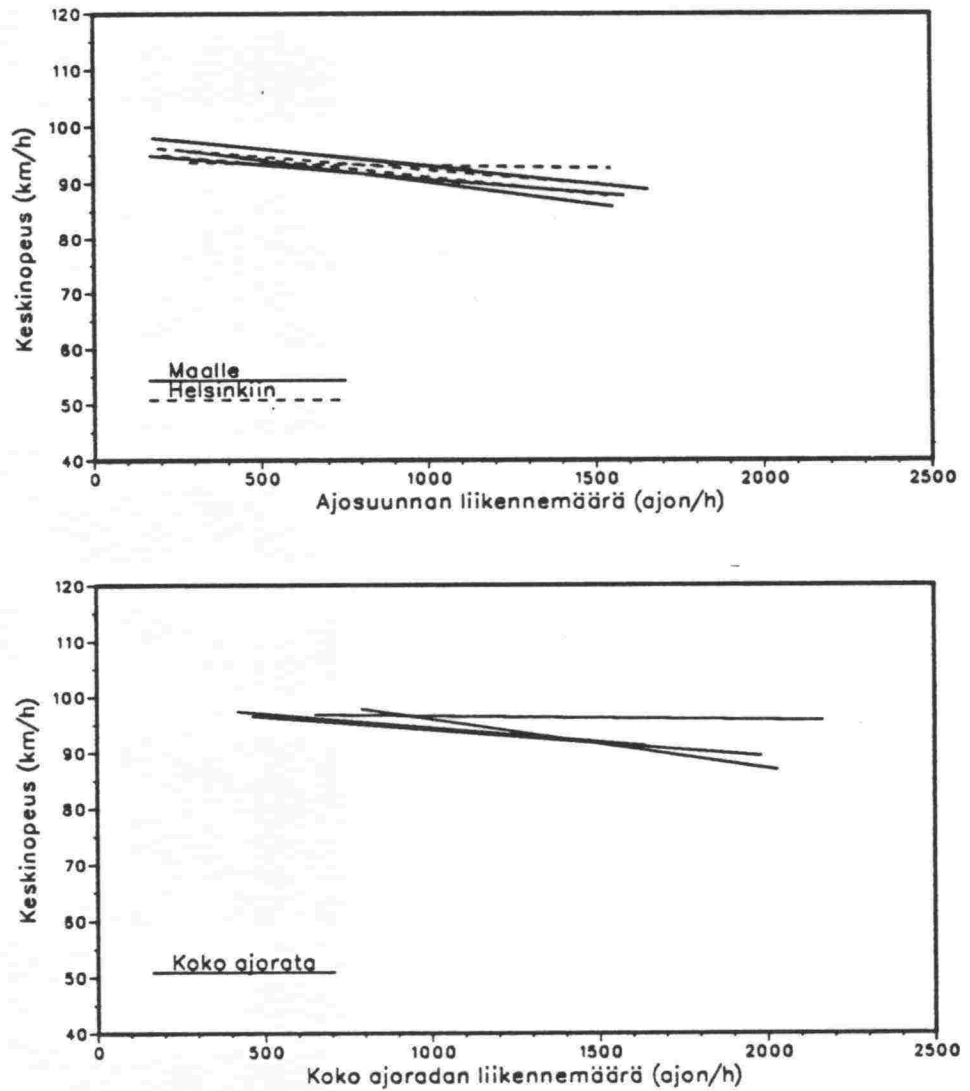 120
110
100
90
80
70
60
50
40
Keskinopeus (km/h)
Maalle
Helsinkiin
0 500 1000 1500 2000 2500
Ajosuunnan liikennemäärä (ajon/h)
120
110
100
90
80
70
60
50
40
Keskinopeus (km/h)
Koko ajorata
0 500 1000 1500 2000 2500
Koko ajoradan liikennemäärä (ajon/h)